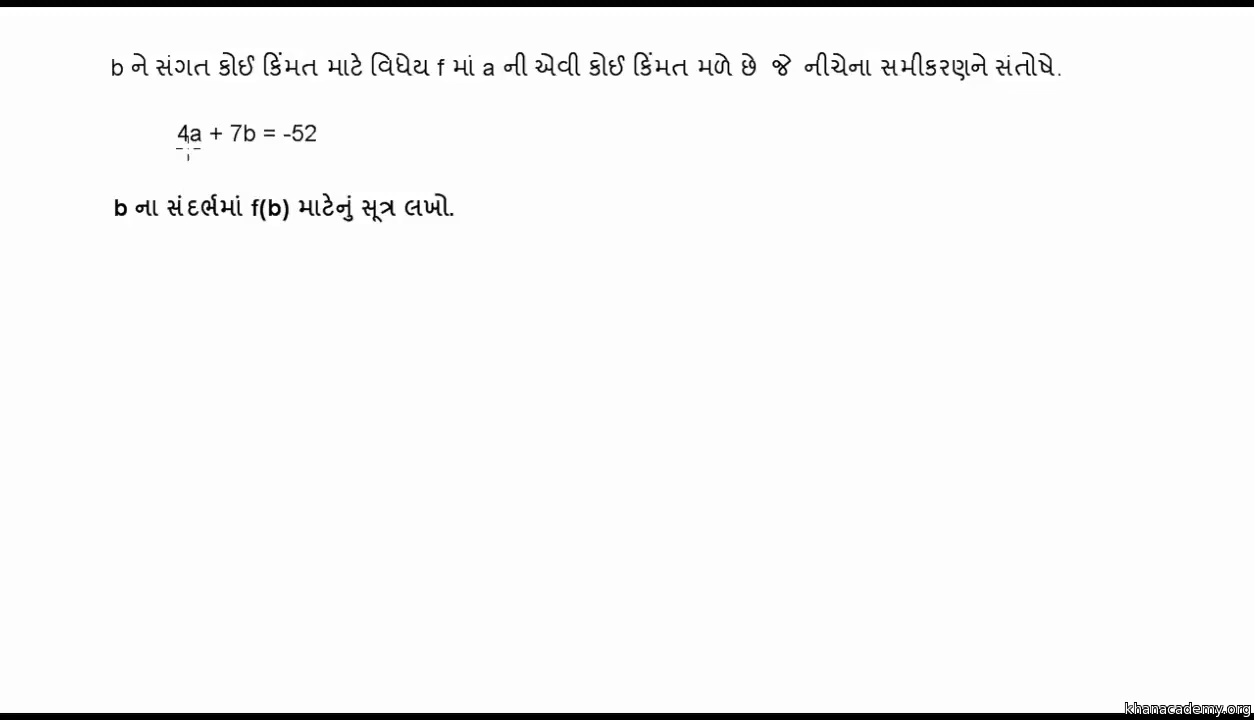 b ને સંગત કોઈ કિંમત માટે વિધેય f માં a ની એવી કોઈ કિંમત મળે છે જે નીચેના સમીકરણને સંતોષે.
4a + 7b = -52
b ના સંદર્ભમાં f(b) માટેનું સૂત્ર લખો.
khanacademy.org